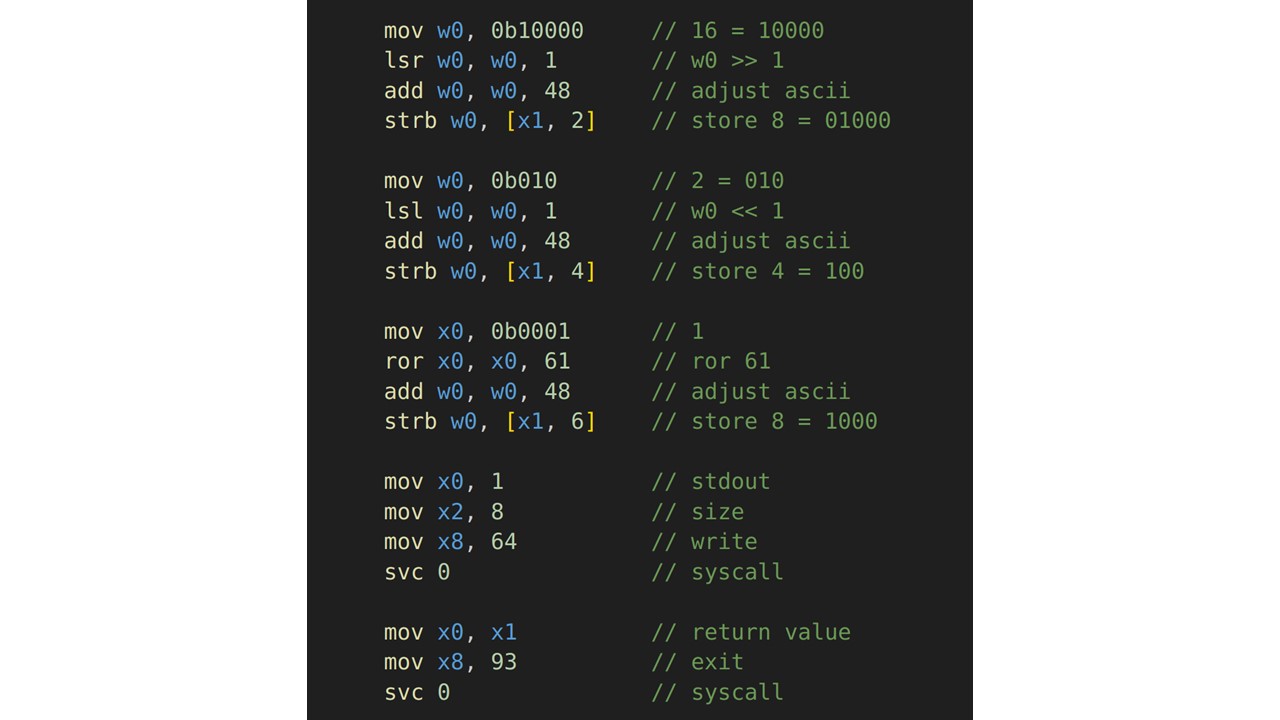 mov w0, 0b10000     // 16 = 10000
lsr w0, w0, 1       // w0 >> 1
add w0, w0, 48      // adjust ascii
strb w0, [x1, 2]    // store 8 = 01000
mov w0, 0b010       // 2 = 010
lsl w0, w0, 1       // w0 << 1
add w0, w0, 48      // adjust ascii
strb w0, [x1, 4]    // store 4 = 100
mov x0, 0b0001      // 1
ror x0, x0, 61      // ror 61
add w0, w0, 48      // adjust ascii
strb w0, [x1, 6]    // store 8 = 1000
mov x0, 1           // stdout
mov x2, 8           // size
mov x8, 64          // write
svc 0               // syscall
mov x0, x1          // return value
mov x8, 93          // exit
svc 0               // syscall